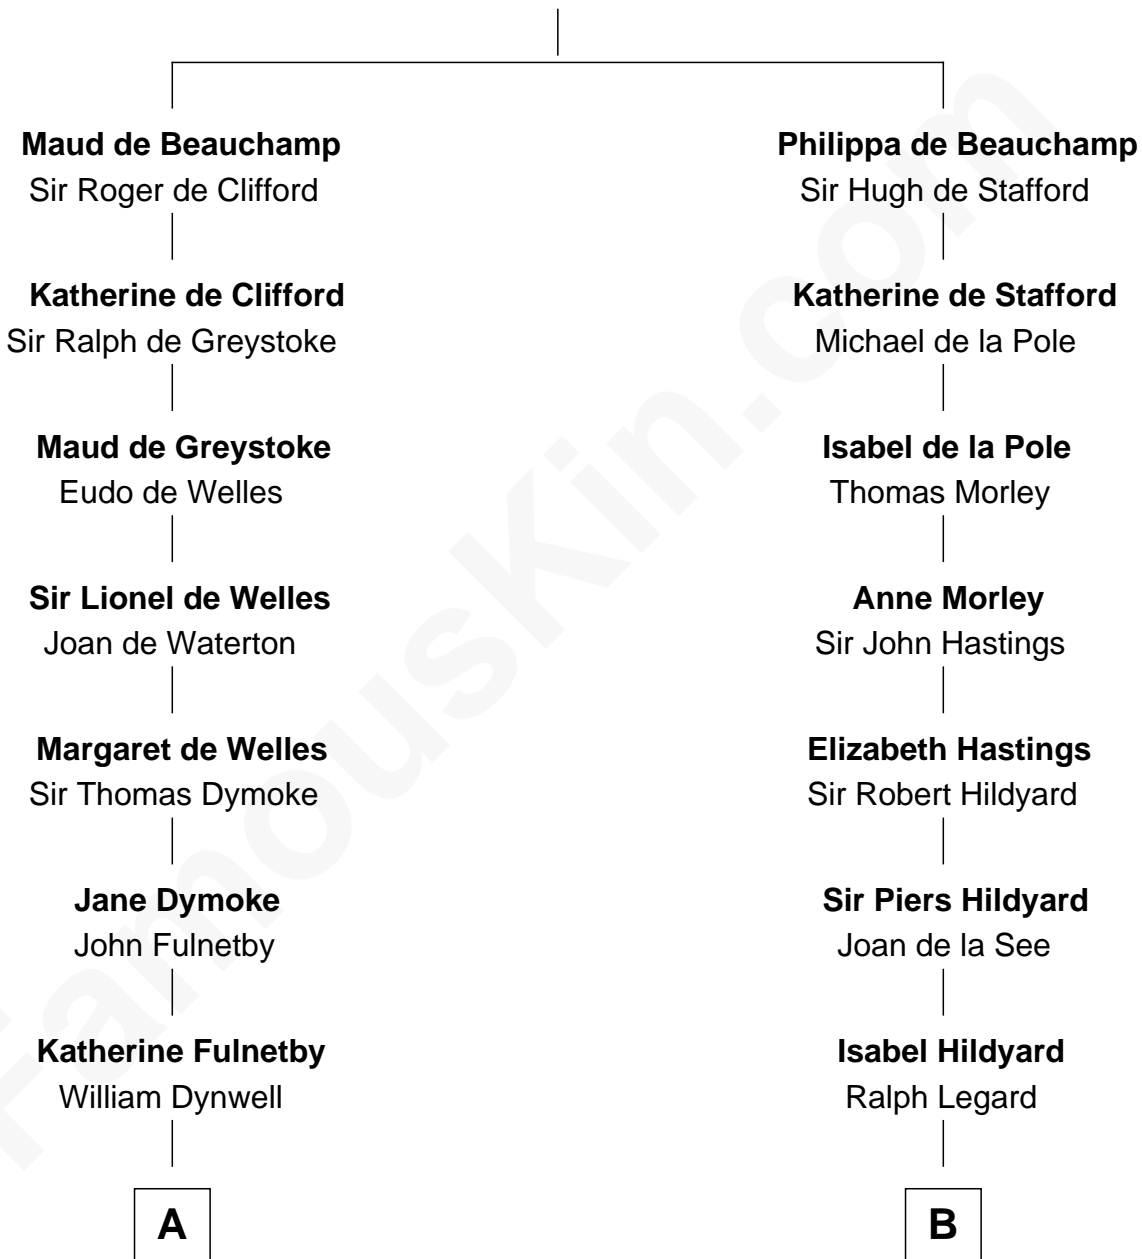 Maud de Beauchamp
Sir Roger de Clifford
Philippa de Beauchamp
Sir Hugh de Stafford
Katherine de Clifford
Sir Ralph de Greystoke
Katherine de Stafford
Michael de la Pole
Maud de Greystoke
Eudo de Welles
Isabel de la Pole
Thomas Morley
Sir Lionel de Welles
Joan de Waterton
Anne Morley
Sir John Hastings
Margaret de Welles
Sir Thomas Dymoke
Elizabeth Hastings
Sir Robert Hildyard
Jane Dymoke
John Fulnetby
Sir Piers Hildyard
Joan de la See
Katherine Fulnetby
William Dynwell
Isabel Hildyard
Ralph Legard
A
B
FamousKin.com